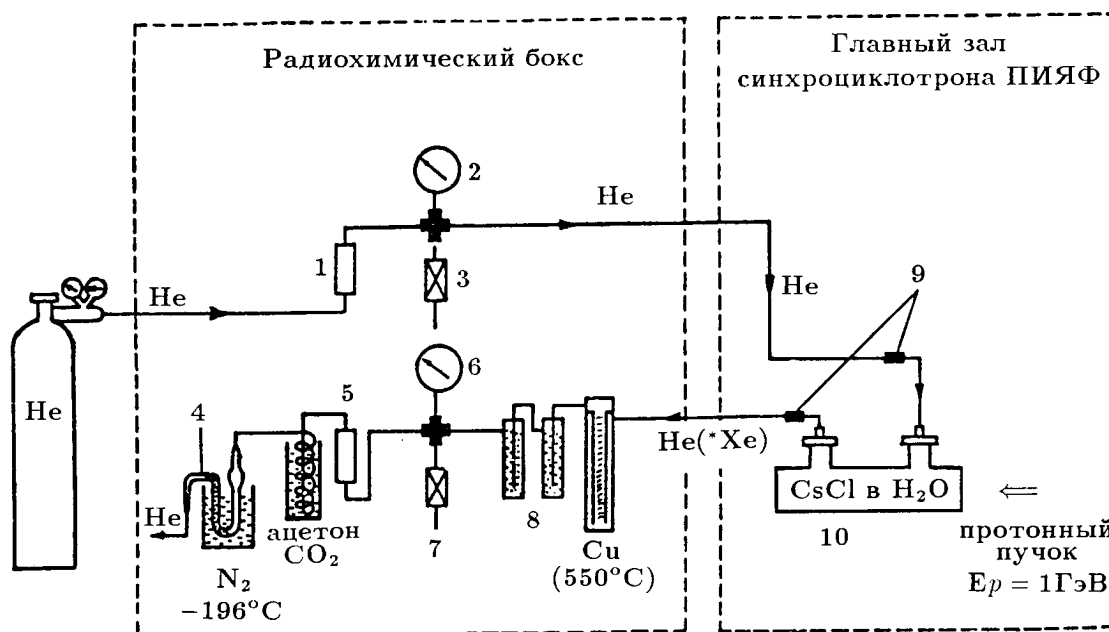 Радиохимический бокс
Главный зал
синхроциклотрона ПИЯФ
2
He
1
3
9
He
He
6
He
5
4
He(*Xe)
CsCl в H₂O
⇐
He
ацетон
CO₂
7
8
Cu
(550°C)
10
протонный
пучок
Ep = 1ГэВ
N₂
−196°C